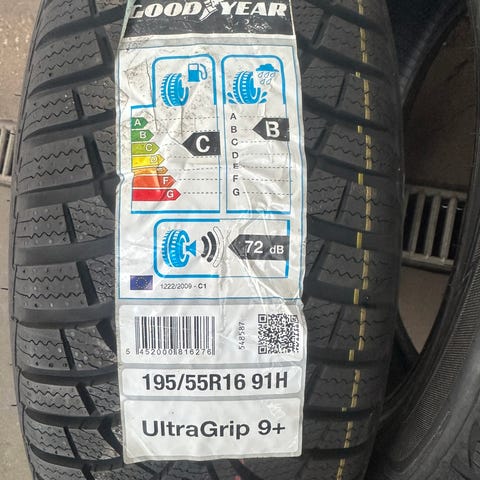 GOODYEAR
A
B
C
F
G
C
A
B
C
D
E
F
G
B
72 dB
1222/2009 - C1
548587
5 452000 816276
195/55R16 91H
UltraGrip 9+